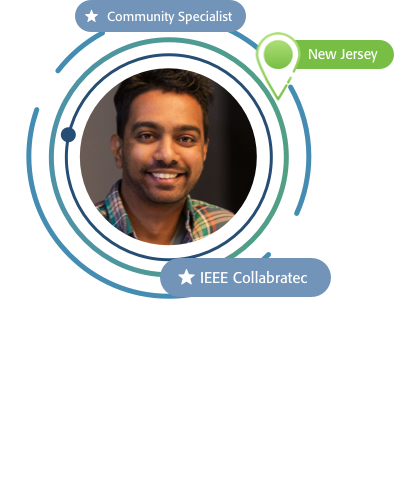 Community Specialist
New Jersey
IEEE Collabratec